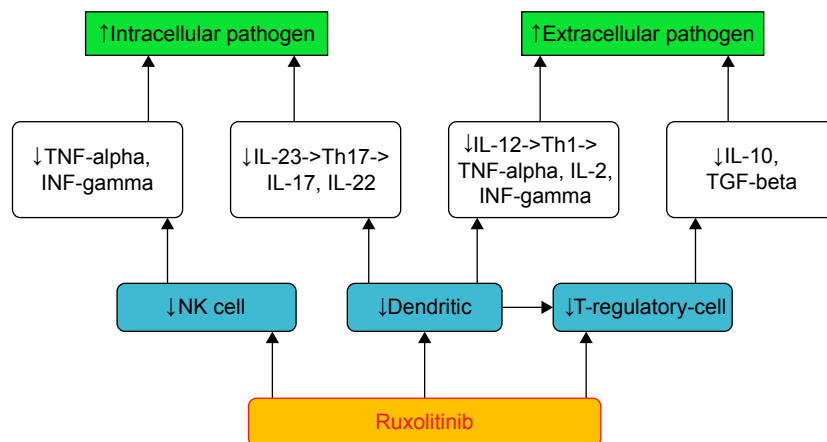 ↑Intracellular pathogen
↑Extracellular pathogen
↓TNF-alpha,
INF-gamma
↓IL-23->Th17->
IL-17, IL-22
↓IL-12->Th1->
TNF-alpha, IL-2,
INF-gamma
↓IL-10,
TGF-beta
↓NK cell
↓Dendritic
↓T-regulatory-cell
Ruxolitinib